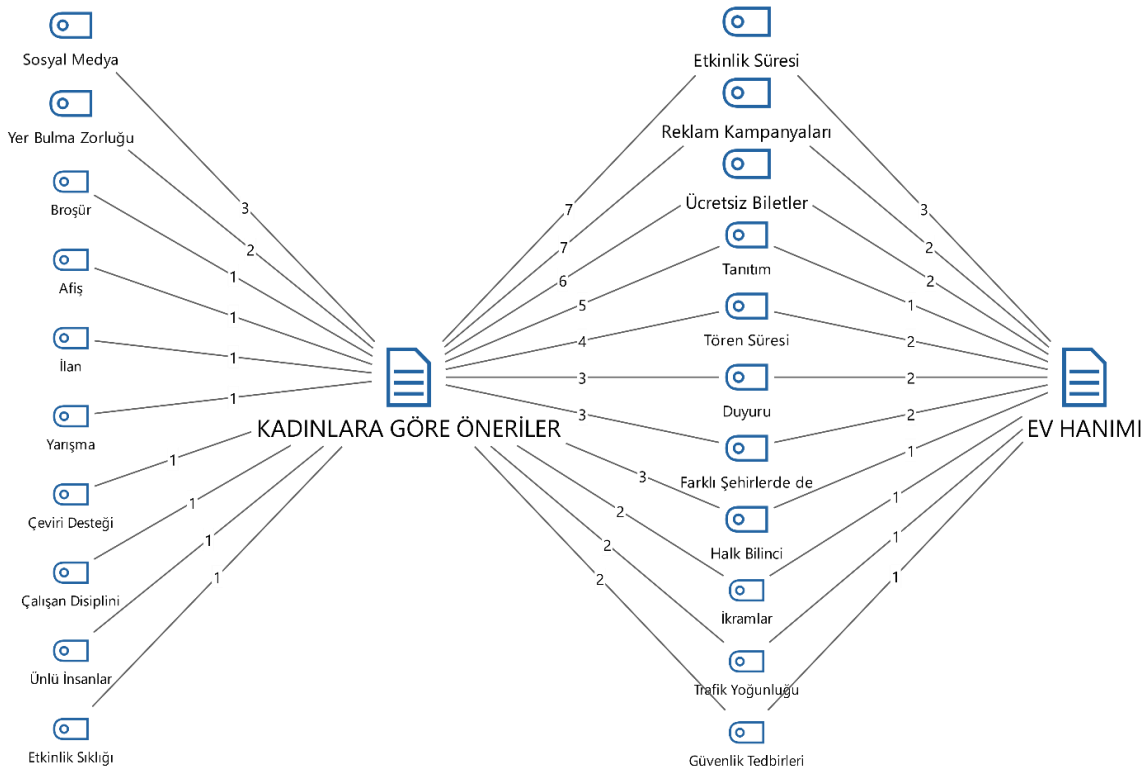 Sosyal Medya
Yer Bulma Zorluğu
Broşür
Afiş
İlan
Yarışma
Çeviri Desteği
Çalışan Disiplini
Ünlü İnsanlar
Etkinlik Sıklığı
3
2
1
1
1
1
1
1
1
1
KADINLARA GÖRE ÖNERİLER
7
7
6
5
4
3
3
3
2
2
2
Etkinlik Süresi
Reklam Kampanyaları
Ücretsiz Biletler
Tanıtım
Tören Süresi
Duyuru
Farklı Şehirlerde de
Halk Bilinci
İkramlar
Trafik Yoğunluğu
Güvenlik Tedbirleri
3
2
2
1
2
2
2
1
1
1
1
EV HANIMI